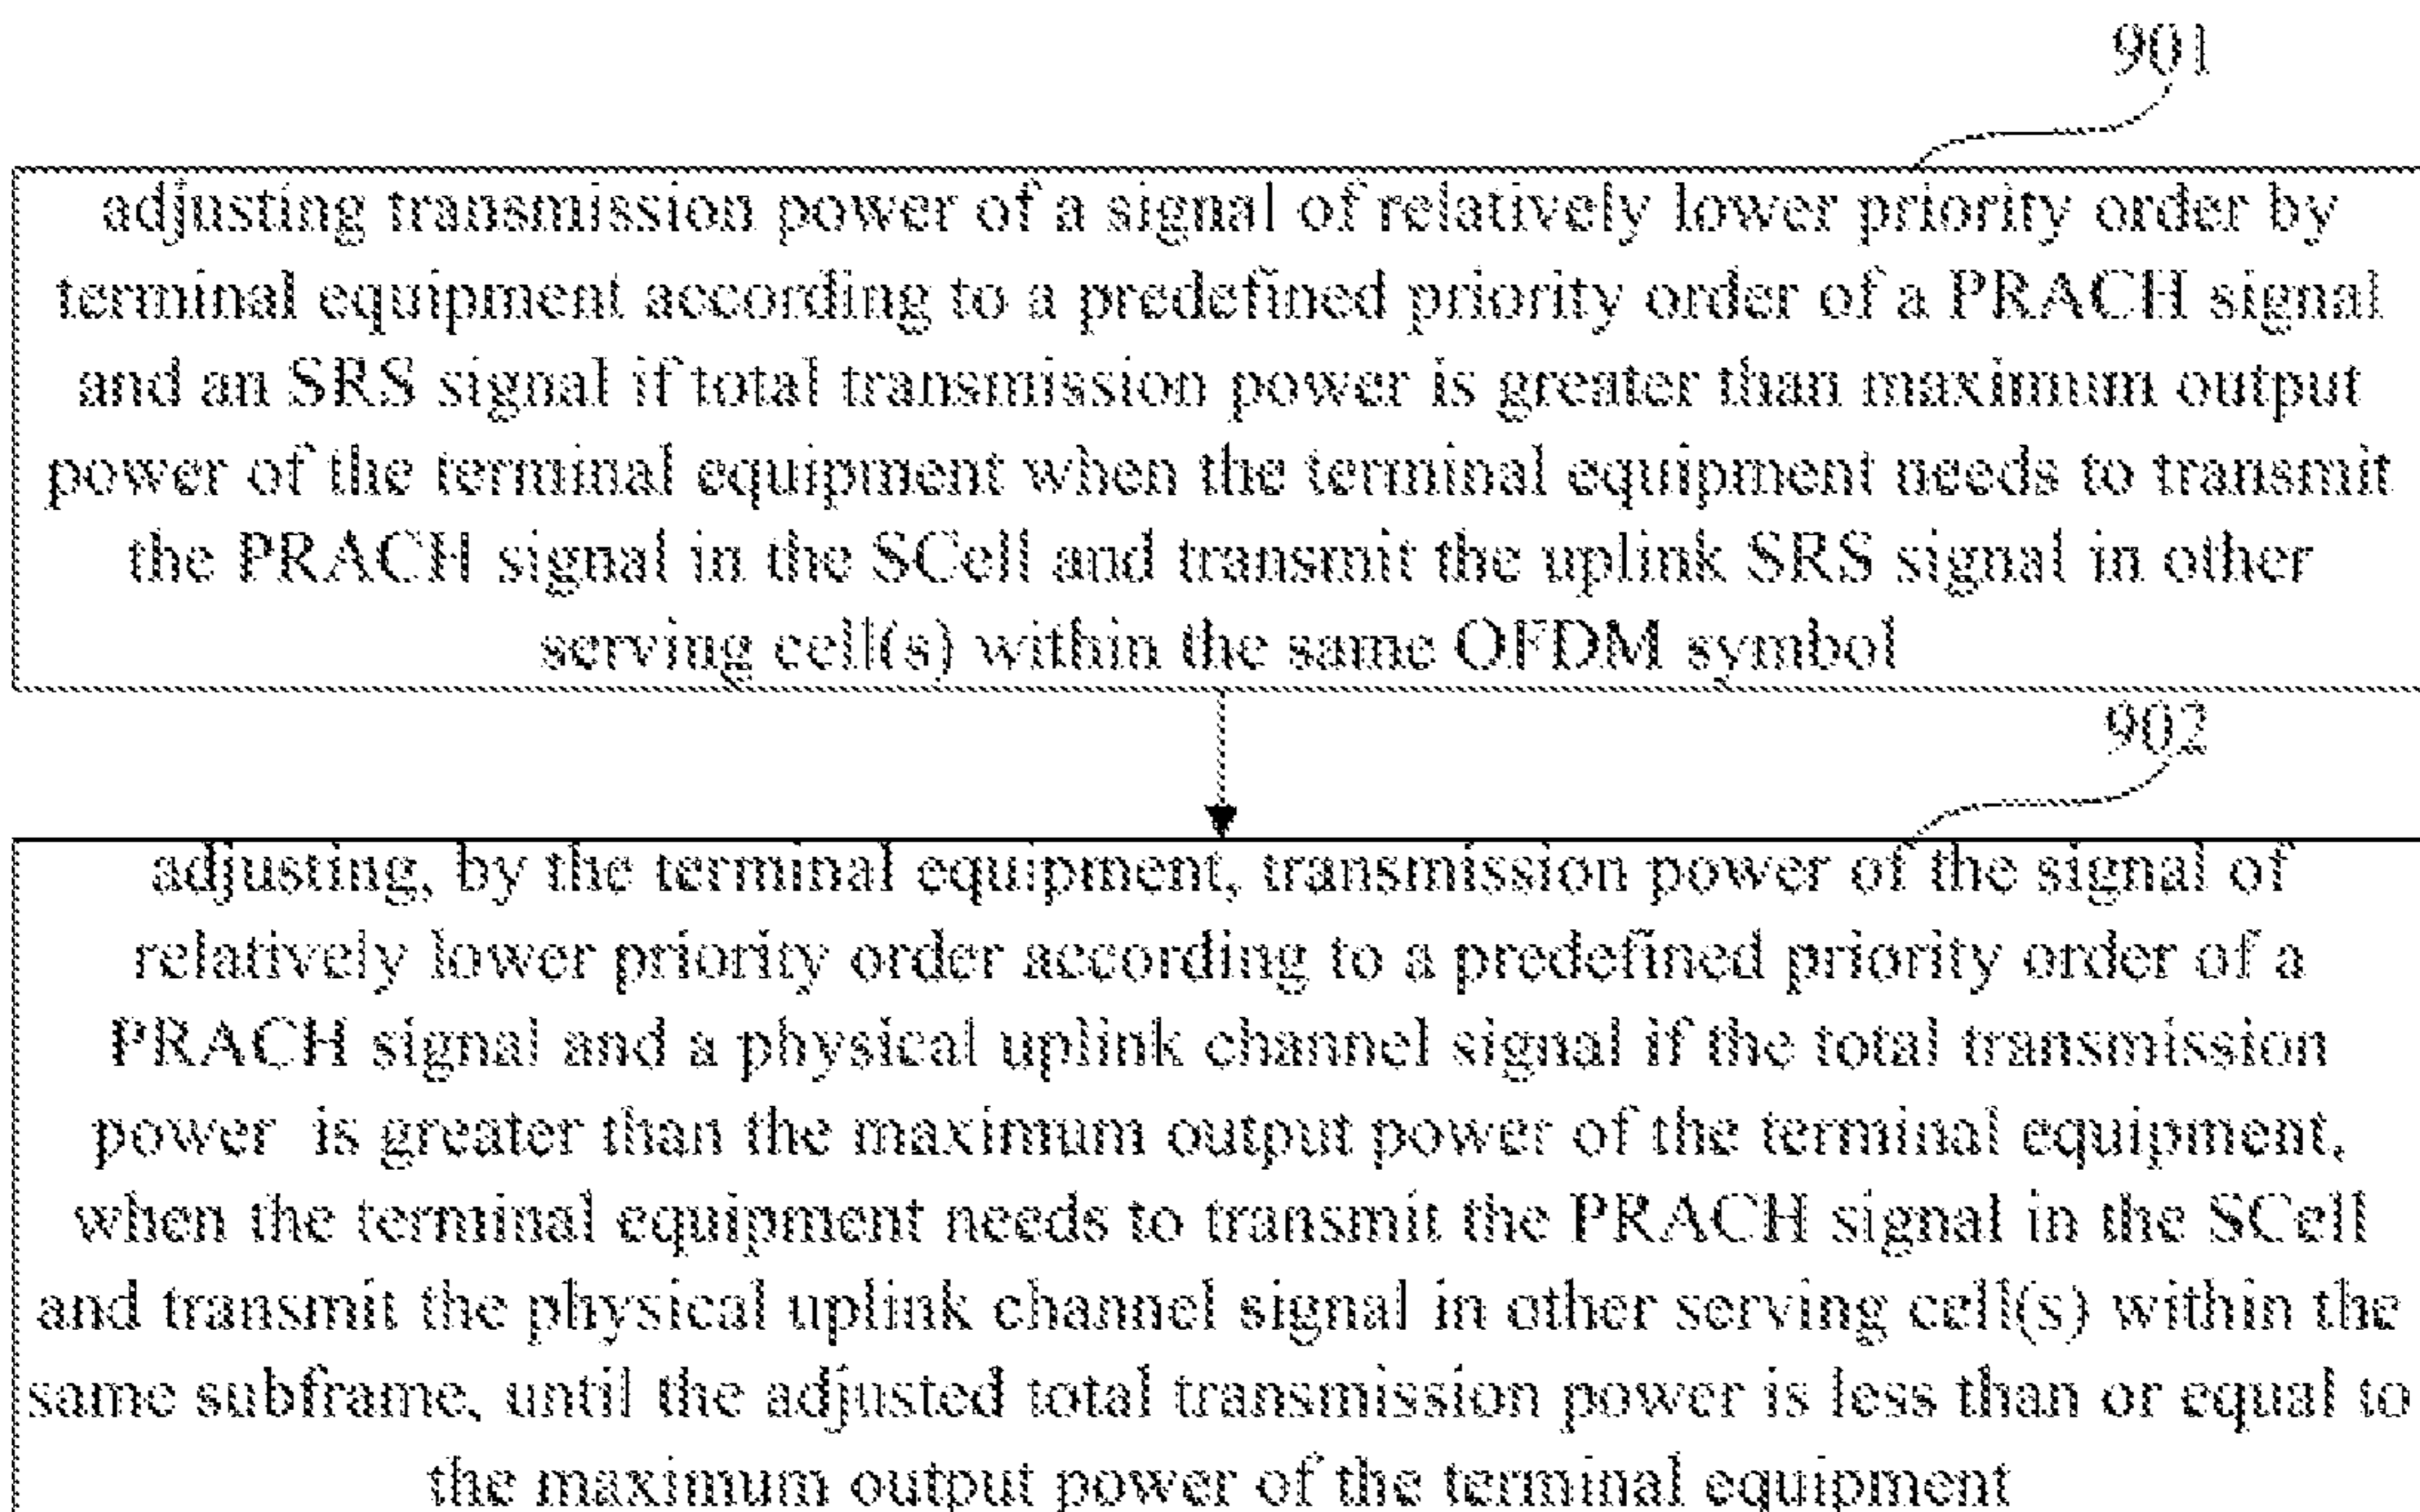 901
adjusting transmission power of a signal of relatively lower priority order by
terminal equipment according to a predefined priority order of a PRACH signal
and an SRS signal if total transmission power is greater than maximum output
power of the terminal equipment when the terminal equipment needs to transmit
the PRACH signal in the SCell and transmit the uplink SRS signal in other
serving cell(s) within the same OFDM symbol
902
adjusting, by the terminal equipment, transmission power of the signal of
relatively lower priority order according to a predefined priority order of a
PRACH signal and a physical uplink channel signal if the total transmission
power is greater than the maximum output power of the terminal equipment,
when the terminal equipment needs to transmit the PRACH signal in the SCell
and transmit the physical uplink channel signal in other serving cell(s) within the
same subframe, until the adjusted total transmission power is less than or equal to
the maximum output power of the terminal equipment